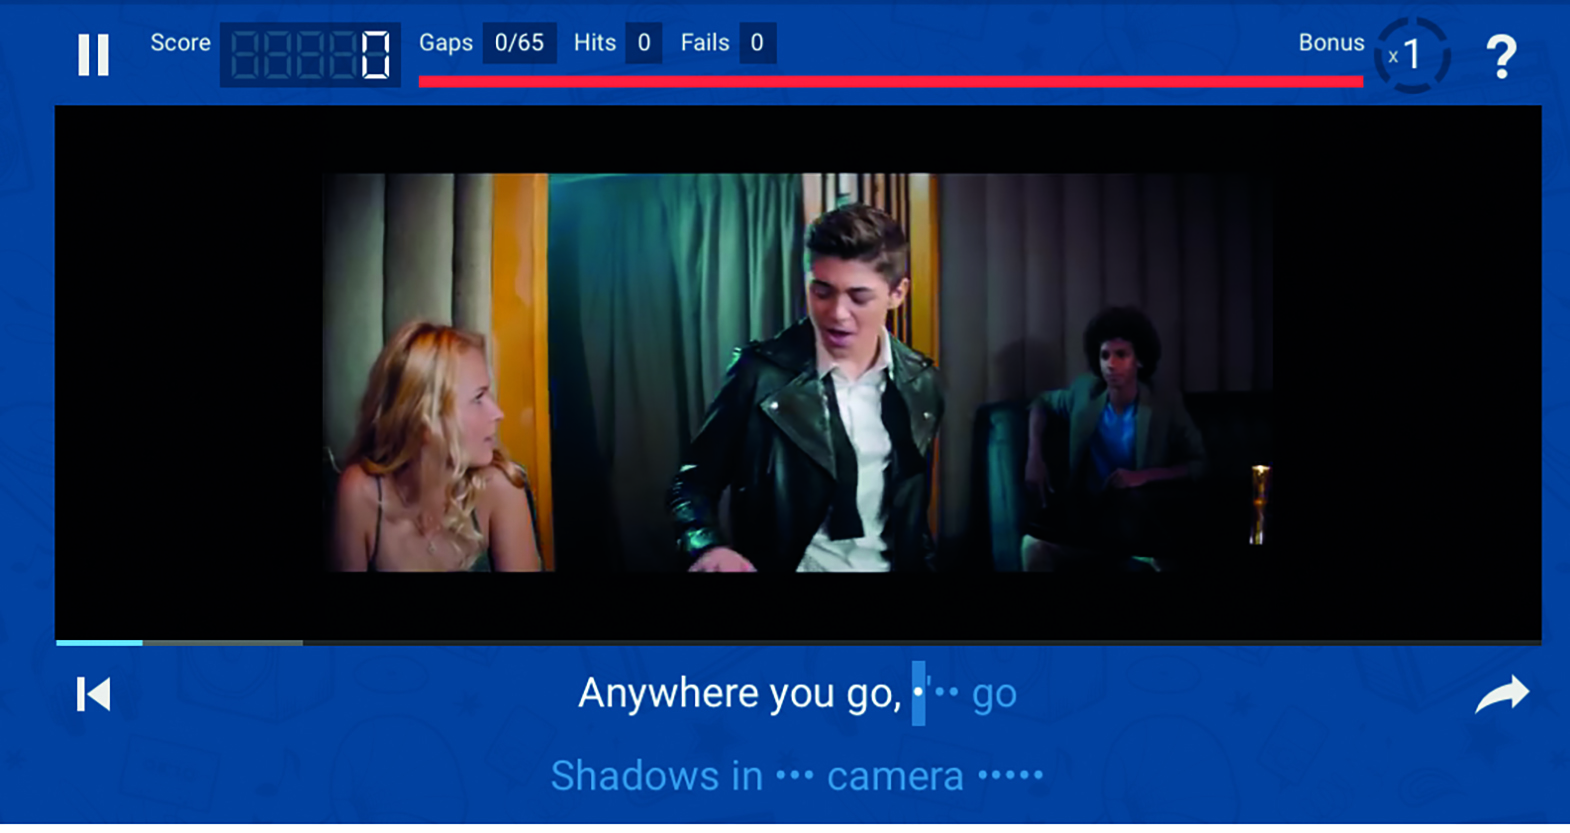 Score 0 Gaps 0/65 Hits 0 Fails 0 Bonus x1 ?
Anywhere you go, •'•• go
Shadows in ••• camera •••••